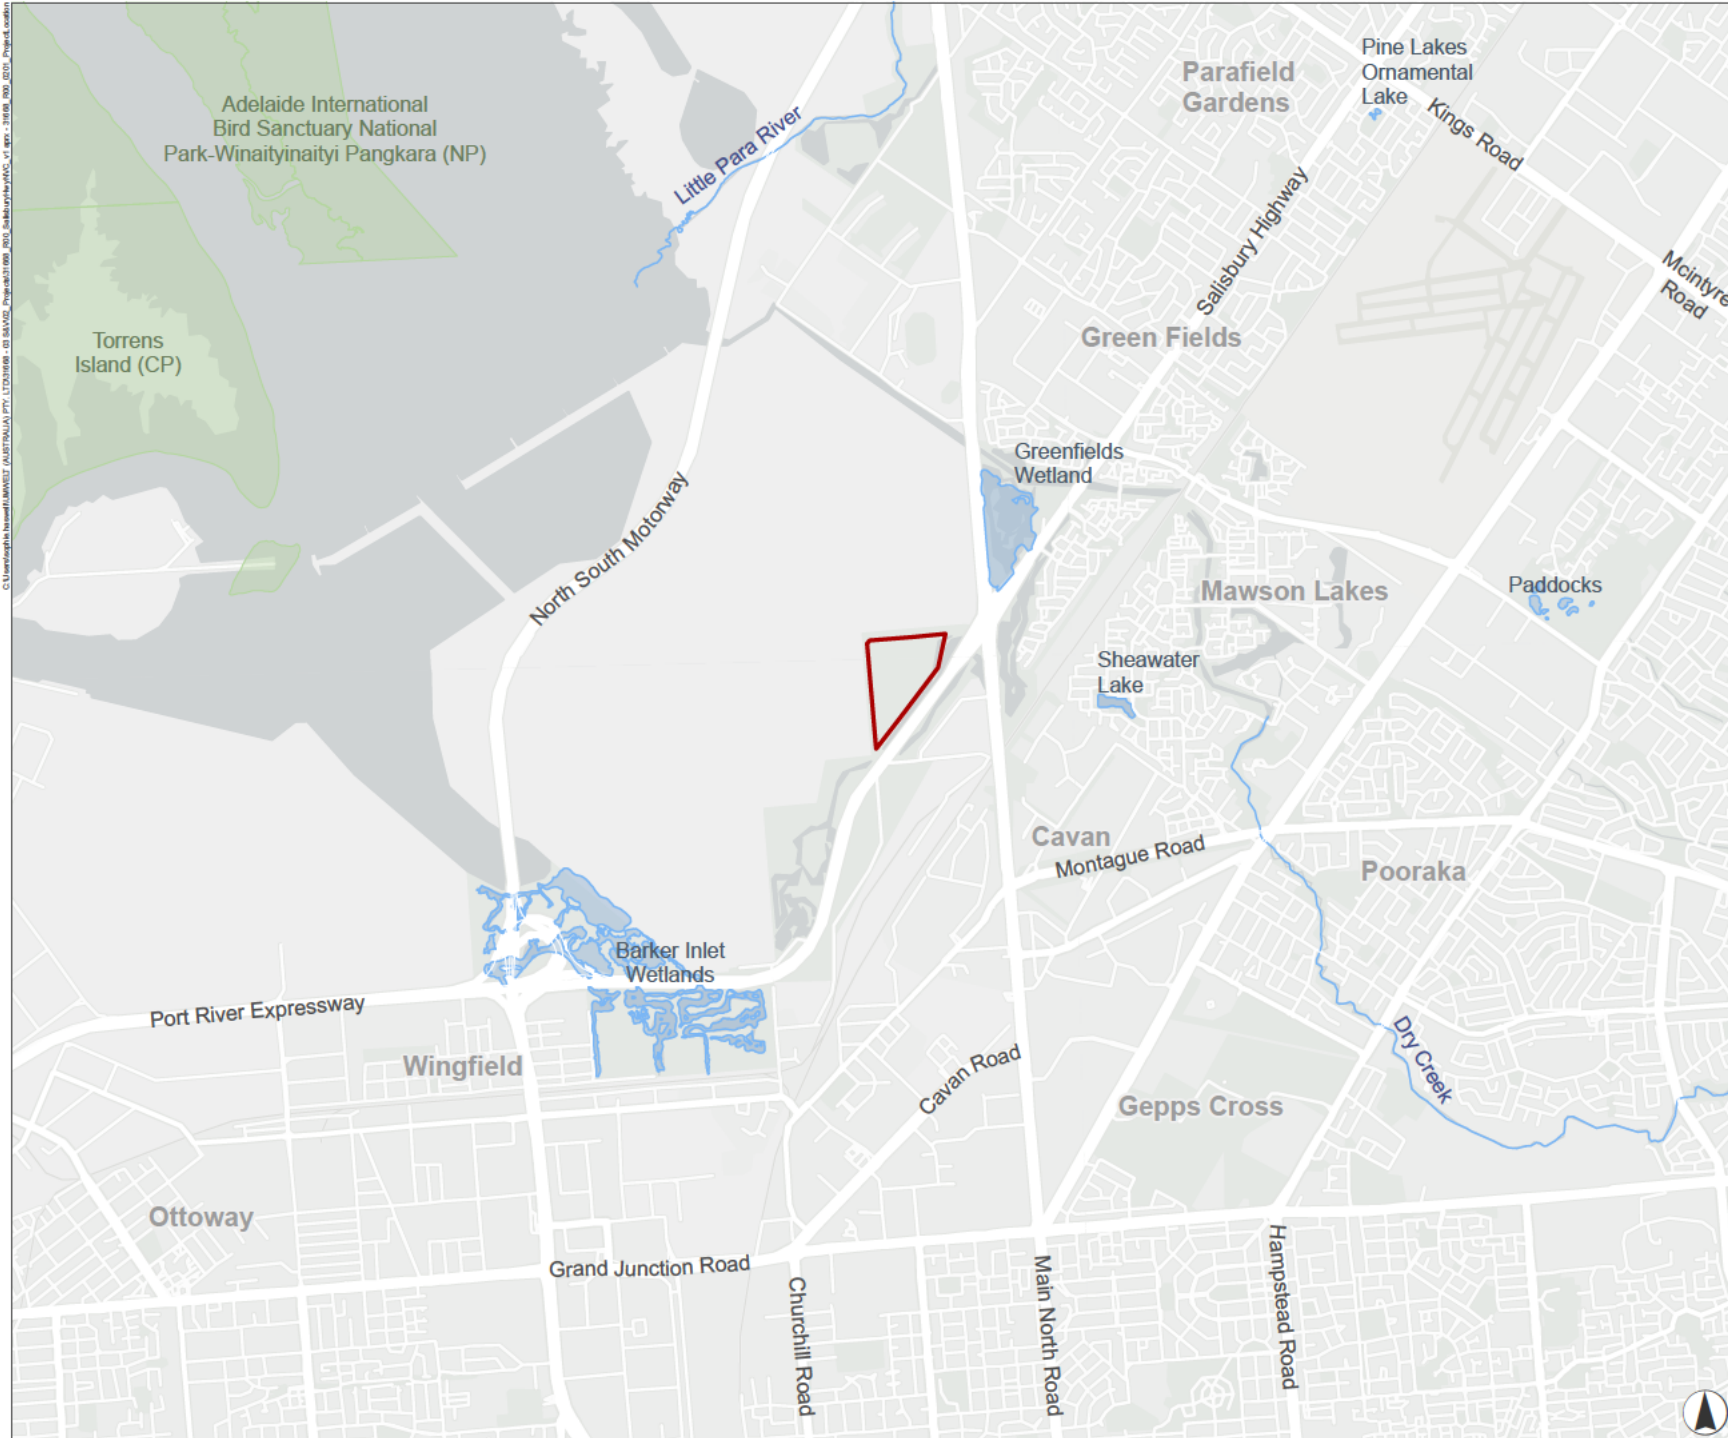 Pine Lakes
Ornamental
Lake
Parafield
Gardens
Kings Road
Adelaide International
Bird Sanctuary National
Park-Winaityinaityi Pangkara (NP)
Little Para River
Salisbury Highway
Mcintyre
Road
Torrens
Island (CP)
Green Fields
Greenfields
Wetland
North South Motorway
Mawson Lakes
Paddocks
Sheawater
Lake
Cavan
Montague Road
Pooraka
Barker Inlet
Wetlands
Port River Expressway
Wingfield
Cavan Road
Dry Creek
Gepps Cross
Ottoway
Grand Junction Road
Churchill Road
Main North Road
Hampstead Road